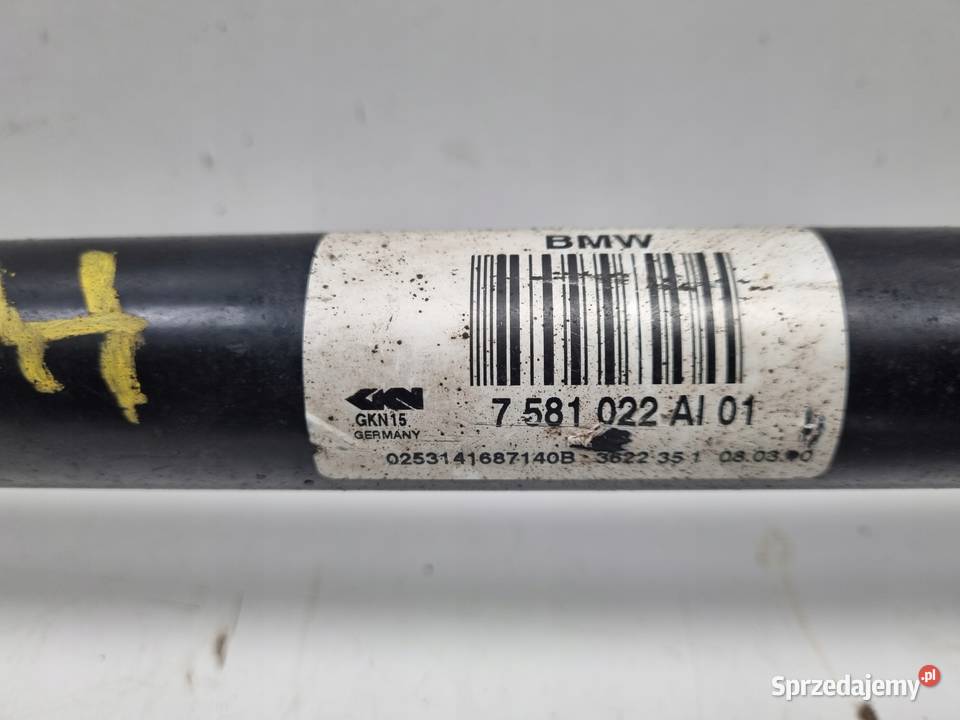 BMW
GKN
GKN15
GERMANY
7 581 022 AI 01
0253141687140B 3622 35 1
H
Sprzedajemy.pl